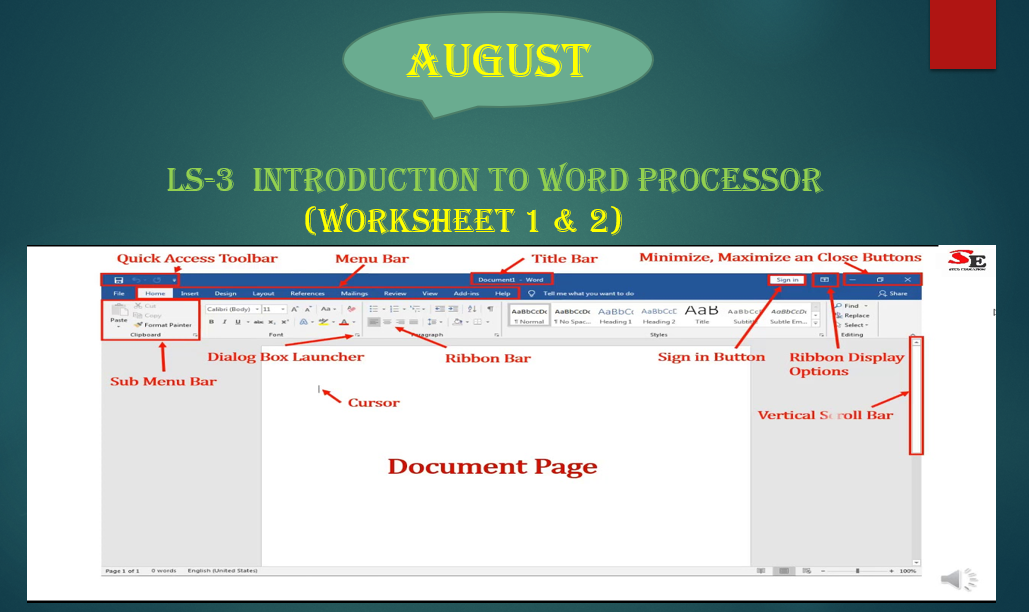 AUGUST
LS-3 INTRODUCTION TO WORD PROCESSOR
(WORKSHEET 1 & 2)
Quick Access Toolbar Menu Bar Title Bar Minimize, Maximize an Close Buttons
SE
Document1 - Word Sign in
File Home Insert Design Layout References Mailings Review View Add-ins Help Tell me what you want to do Share
Paste Cut
Copy
Format Painter
Clipboard
Calibri (Body) 11 Aa
B I U abc X₂ X² A
Font
Paragraph
AaBbCcDc AaBbCcDc AaBbCc AaBbCcC AaB AaBbCcD AaBbCcDc
¶ Normal ¶ No Spac... Heading 1 Heading 2 Title Subtitle Subtle Em...
Styles
Find
Replace
Select
Editing
Dialog Box Launcher Ribbon Bar Sign in Button Ribbon Display
Options
Sub Menu Bar
Cursor
Vertical Scroll Bar
Document Page
Page 1 of 1 0 words English (United States) 100%